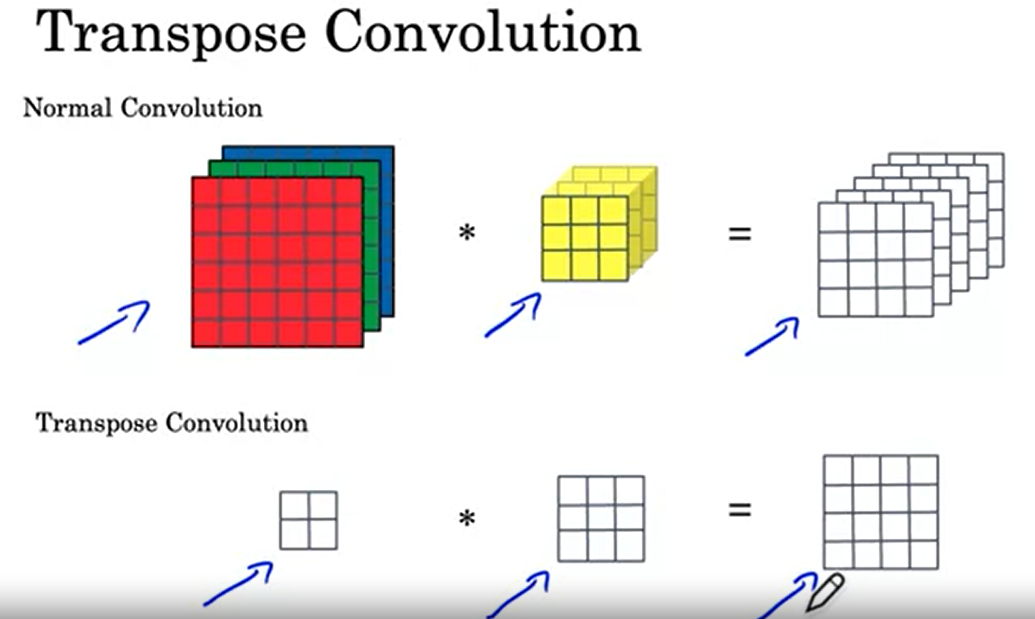 Transpose Convolution
Normal Convolution
* =
Transpose Convolution
* =